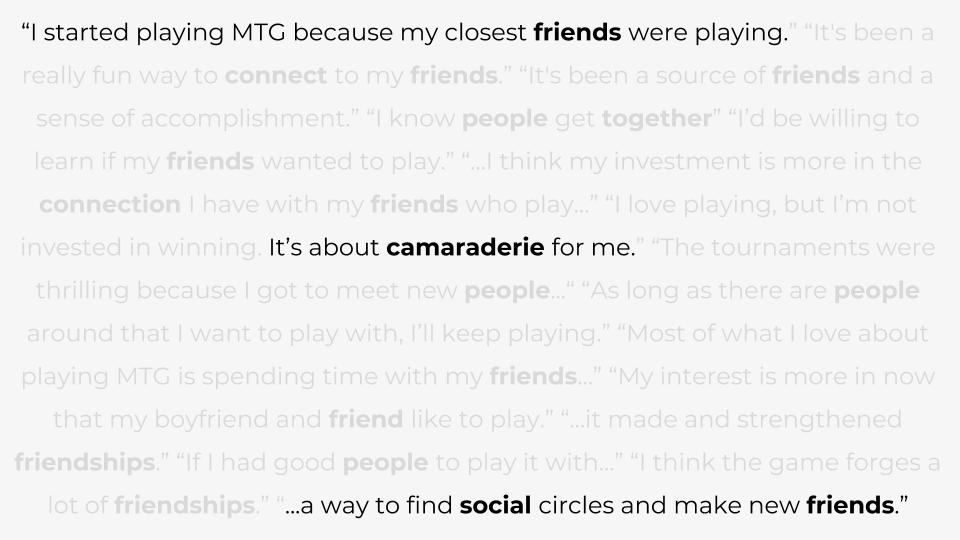 “I started playing MTG because my closest friends were playing.” “It's been a
really fun way to connect to my friends.” “It's been a source of friends and a
sense of accomplishment.” “I know people get together” “I’d be willing to
learn if my friends wanted to play.” “...I think my investment is more in the
connection I have with my friends who play...” “I love playing, but I’m not
invested in winning. It’s about camaraderie for me.” “The tournaments were
thrilling because I got to meet new people...“ “As long as there are people
around that I want to play with, I’ll keep playing.” “Most of what I love about
playing MTG is spending time with my friends...” “My interest is more in now
that my boyfriend and friend like to play.” “...it made and strengthened
friendships.” “If I had good people to play it with...” “I think the game forges a
lot of friendships.” “...a way to find social circles and make new friends.”